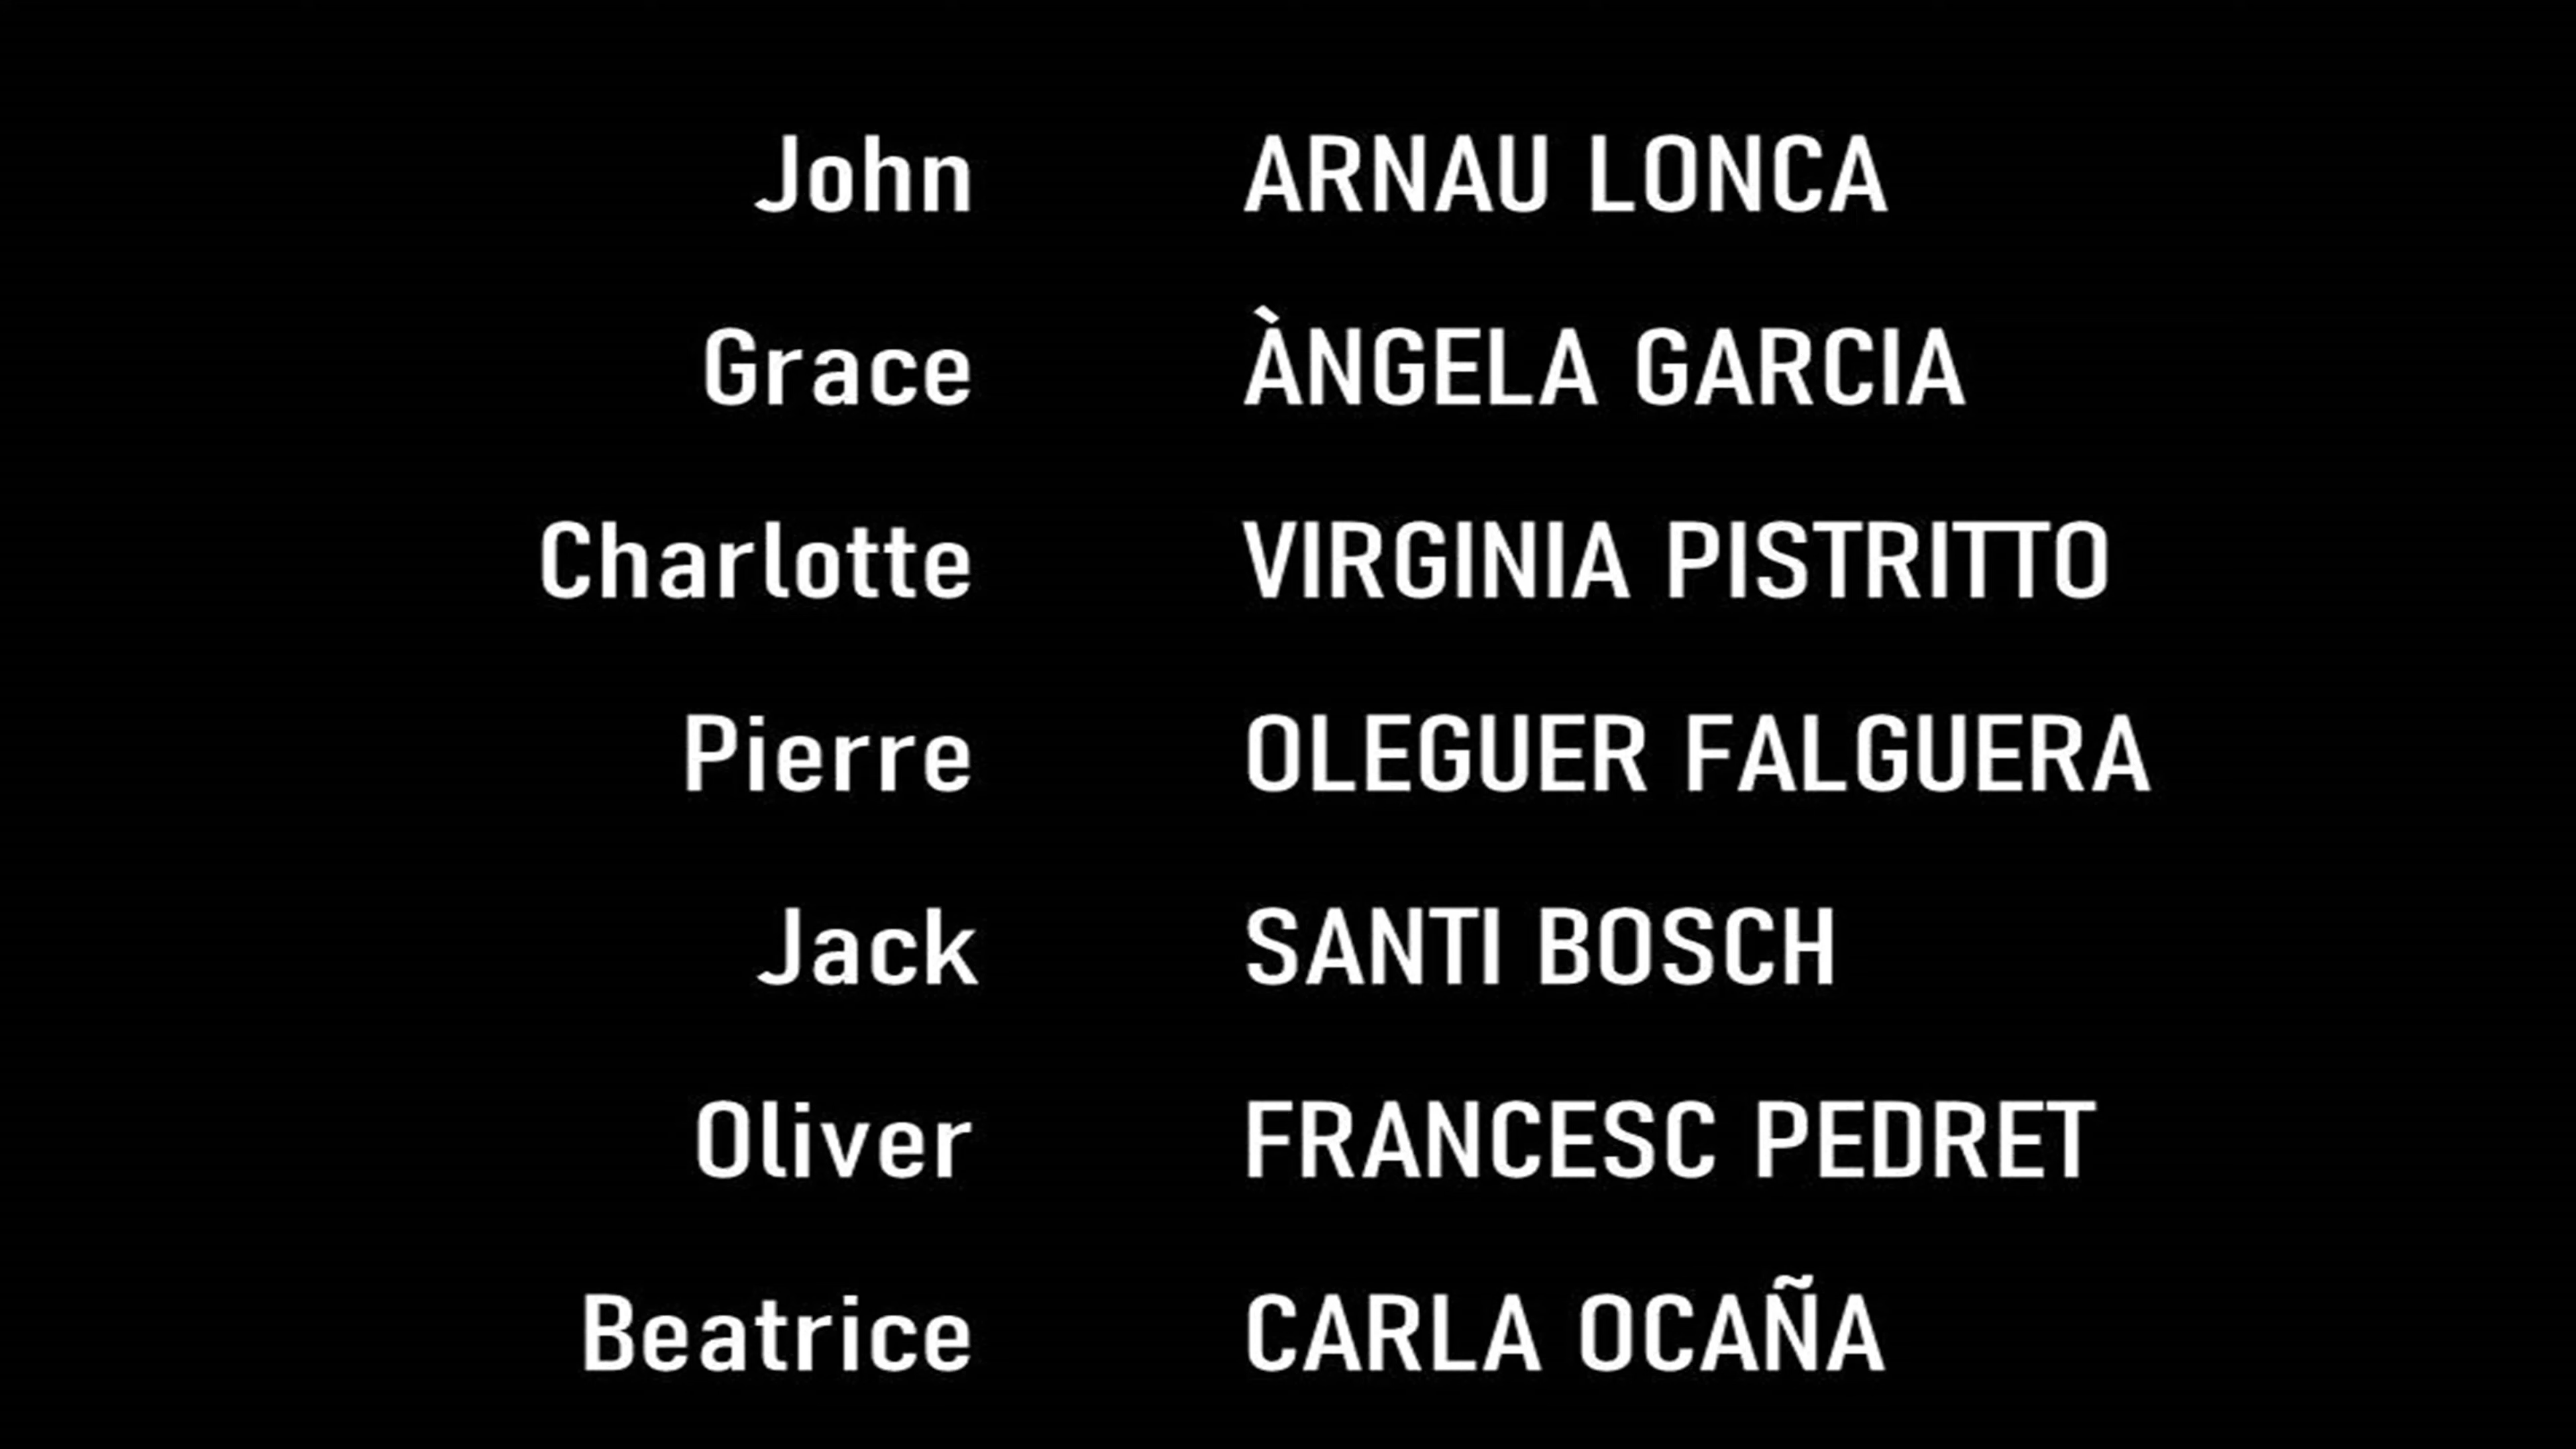 John ARNAU LONCA
Grace ÀNGELA GARCIA
Charlotte VIRGINIA PISTRITTO
Pierre OLEGUER FALGUERA
Jack SANTI BOSCH
Oliver FRANCESC PEDRET
Beatrice CARLA OCAÑA